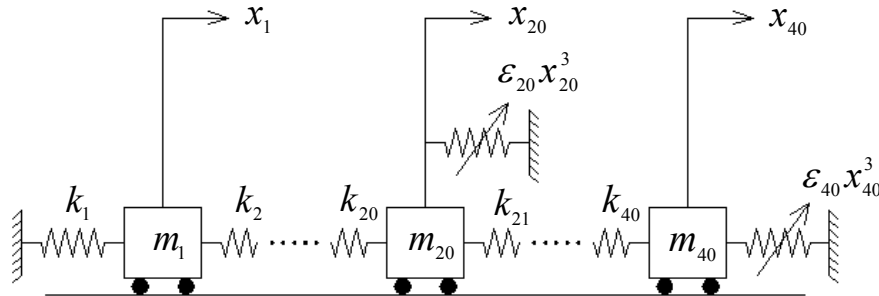 x₁ x₂₀ x₄₀
ε₂₀x₂₀³
ε₄₀x₄₀³
k₁ k₂ k₂₀ k₂₁ k₄₀
m₁ m₂₀ m₄₀